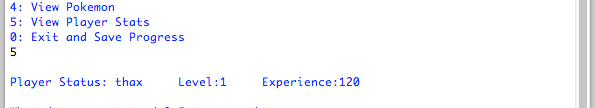 4: View Pokemon
5: View Player Stats
0: Exit and Save Progress
5
Player Status: thax     Level:1     Experience:120